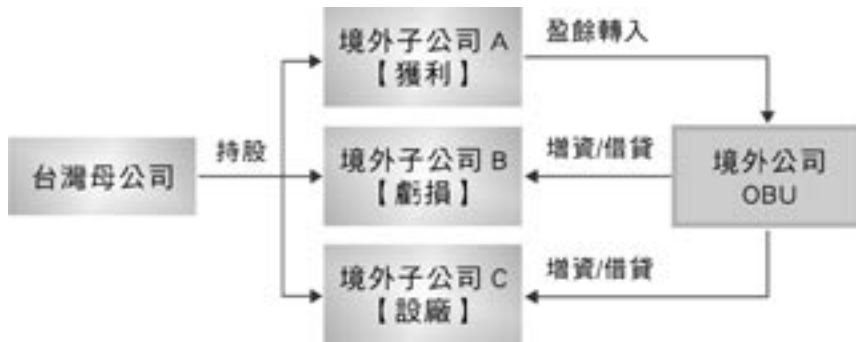 境外子公司 A
【獲利】
盈餘轉入
台灣母公司
持股
境外子公司 B
【虧損】
增資/借貸
境外公司
OBU
境外子公司 C
【設廠】
增資/借貸